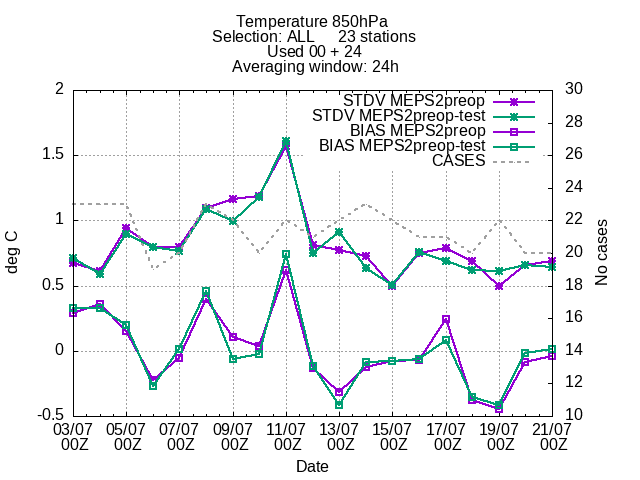 Temperature 850hPa
Selection: ALL 23 stations
Used 00 + 24
Averaging window: 24h
STDV MEPS2preop
STDV MEPS2preop-test
BIAS MEPS2preop
BIAS MEPS2preop-test
CASES
deg C
2
1.5
1
0.5
0
-0.5
No cases
30
28
26
24
22
20
18
16
14
12
10
03/07 05/07 07/07 09/07 11/07 13/07 15/07 17/07 19/07 21/07
00Z 00Z 00Z 00Z 00Z 00Z 00Z 00Z 00Z 00Z
Date